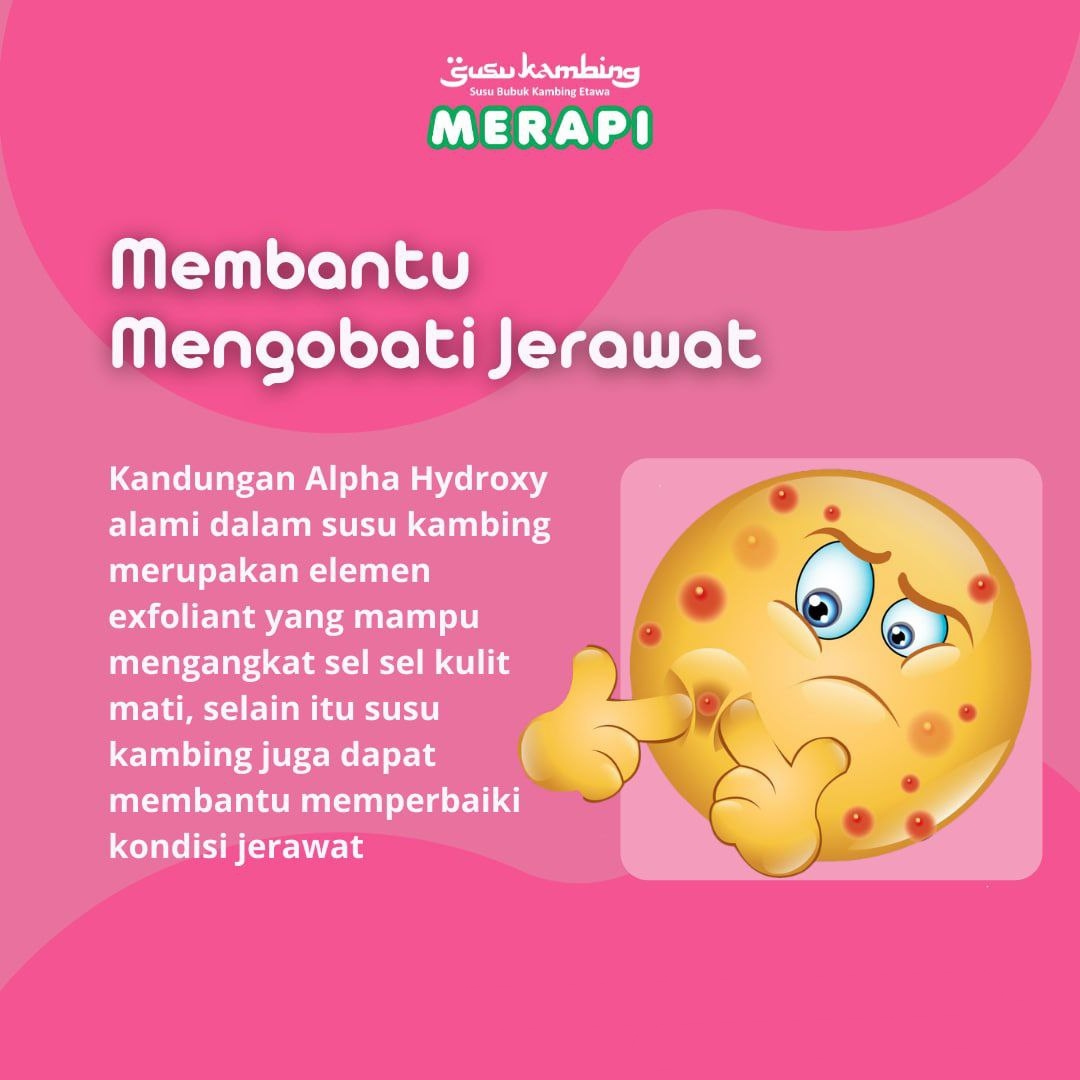 susu kambing
Susu Bubuk Kambing Etawa
MERAPI
Membantu
Mengobati Jerawat
Kandungan Alpha Hydroxy
alami dalam susu kambing
merupakan elemen
exfoliant yang mampu
mengangkat sel sel kulit
mati, selain itu susu
kambing juga dapat
membantu memperbaiki
kondisi jerawat